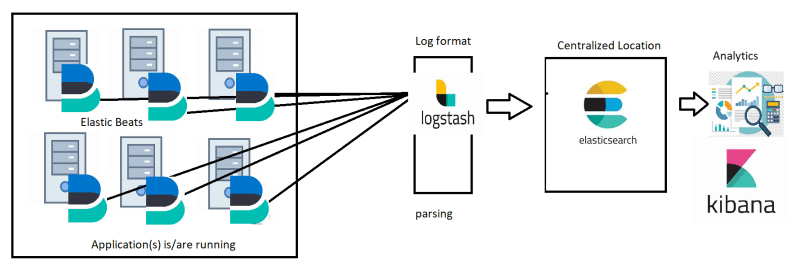 Log format
Centralized Location
Analytics
Elastic Beats
logstash
elasticsearch
kibana
parsing
Application(s) is/are running